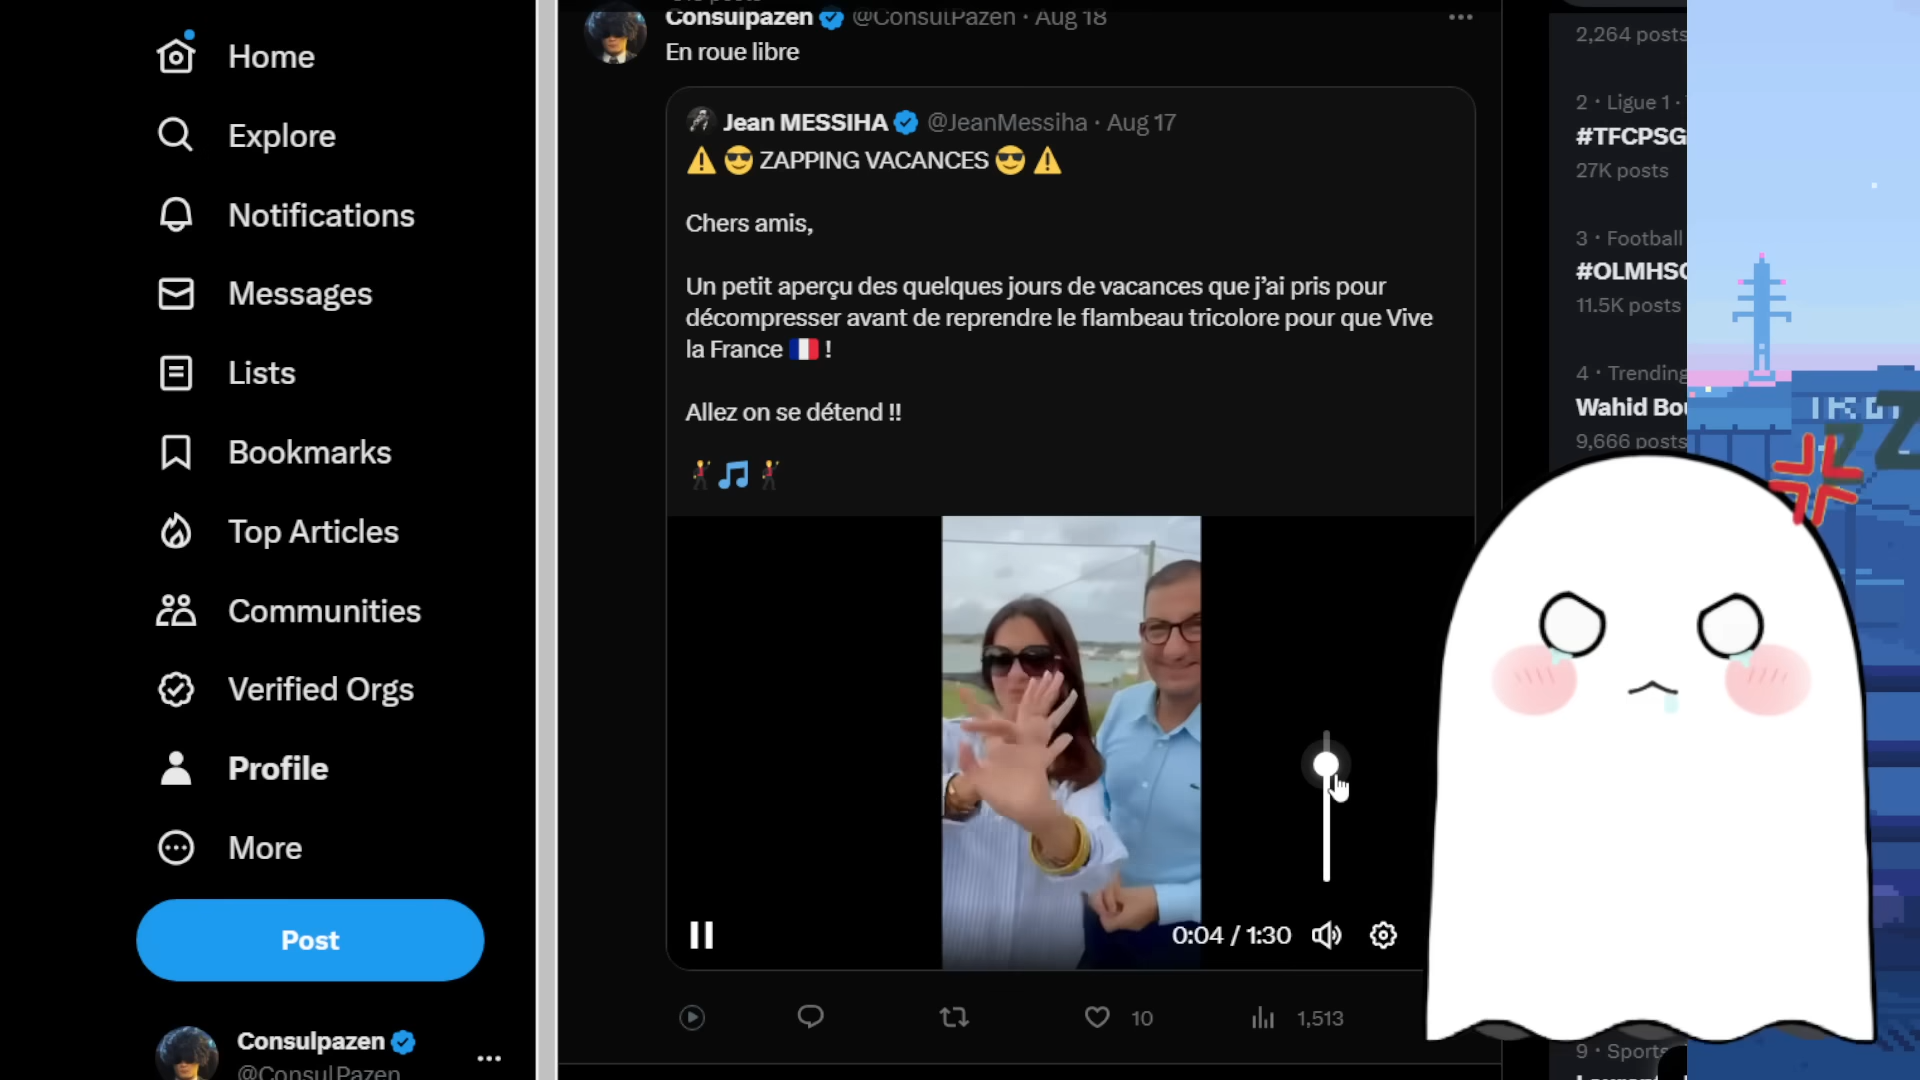 Home
Explore
Notifications
Messages
Lists
Bookmarks
Top Articles
Communities
Verified Orgs
Profile
More
Post
Consulpazen
@ConsulPazen
Consulpazen @ConsulPazen · Aug 18
En roue libre
Jean MESSIHA @JeanMessiha · Aug 17
⚠️ 😎 ZAPPING VACANCES 😎 ⚠️
Chers amis,
Un petit aperçu des quelques jours de vacances que j’ai pris pour
décompresser avant de reprendre le flambeau tricolore pour que Vive
la France 🇫🇷 !
Allez on se détend !!
🕺🎵🕺
0:04 / 1:30
10
1,513
2,264 posts
2 · Ligue 1 ·
#TFCPSG
27K posts
3 · Football
#OLMHSC
11.5K posts
4 · Trending
Wahid
9,666 posts
9 · Sports